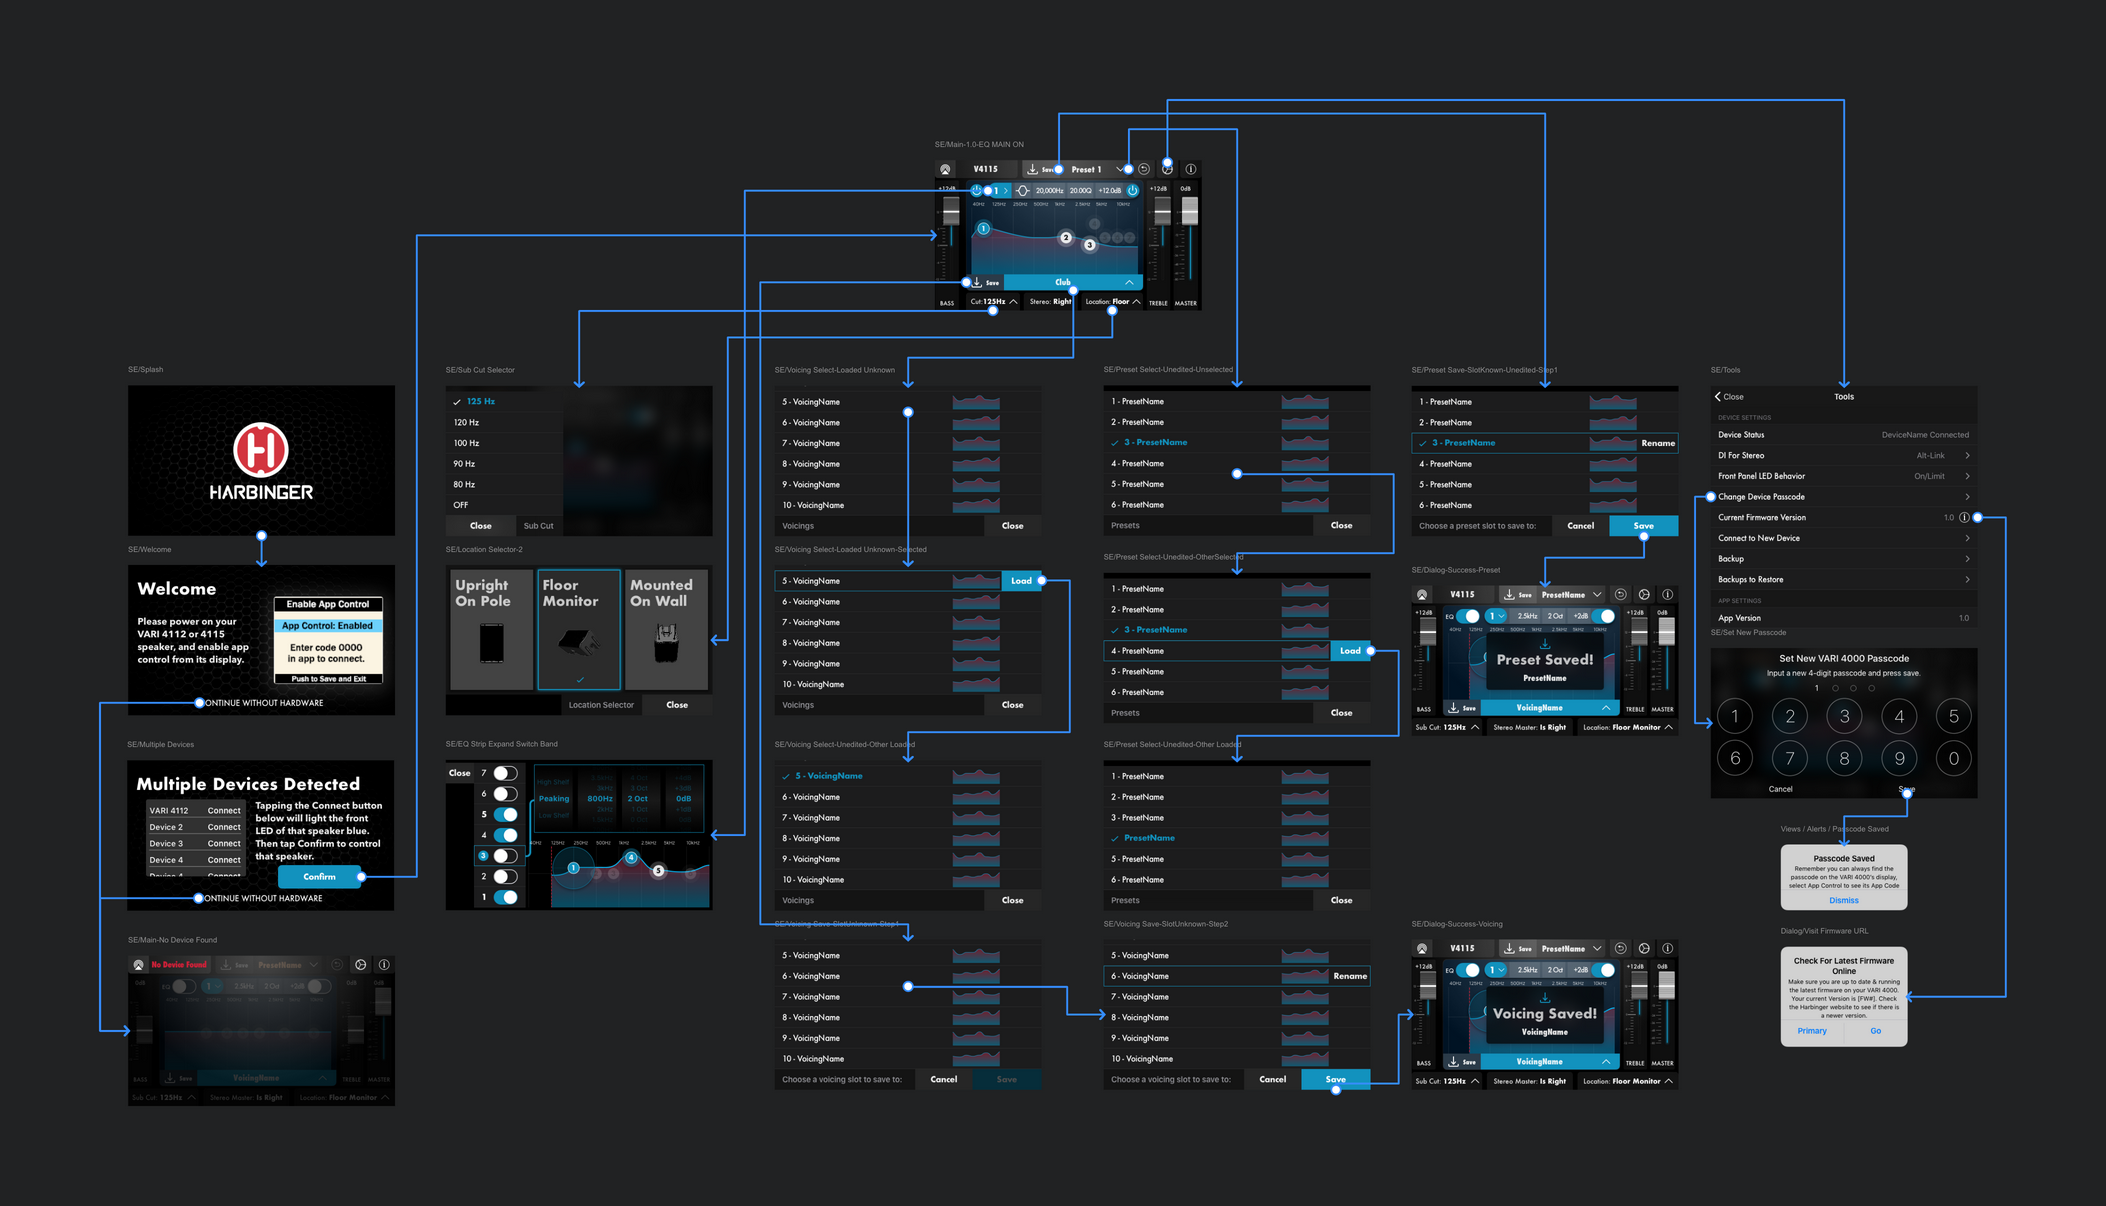 SE/Main-1.0-EQ MAIN ON
V4115
Save
Preset 1
+12dB
1
20,000Hz
20.00Q
+12.0dB
+12dB
0dB
40Hz 125Hz 250Hz 500Hz 1kHz 2.5kHz 5kHz 10kHz
1
2
3
Save
Club
BASS
Cut: 125Hz
Stereo: Right
Location: Floor
TREBLE
MASTER
SE/Splash
HARBINGER
SE/Welcome
Welcome
Please power on your
VARI 4112 or 4115
speaker, and enable app
control from its display.
Enable App Control
App Control: Enabled
Enter code 0000
in app to connect.
Push to Save and Exit
CONTINUE WITHOUT HARDWARE
SE/Multiple Devices
Multiple Devices Detected
VARI 4112 Connect
Device 2 Connect
Device 3 Connect
Device 4 Connect
Tapping the Connect button
below will light the front
LED of that speaker blue.
Then tap Confirm to control
that speaker.
Confirm
CONTINUE WITHOUT HARDWARE
SE/Main-No Device Found
No Device Found
Save
PresetName
EQ
1
2.5kHz
2 Oct
+2dB
BASS
Save
VoicingName
TREBLE
MASTER
Sub Cut: 125Hz
Stereo Master: Is Right
Location: Floor Monitor
SE/Sub Cut Selector
125 Hz
120 Hz
100 Hz
90 Hz
80 Hz
OFF
Close
Sub Cut
SE/Location Selector-2
Upright
On Pole
Floor
Monitor
Mounted
On Wall
Location Selector
Close
SE/EQ Strip Expand Switch Band
Close
7
6
5
4
3
2
1
High Shelf
Peaking 800Hz 2 Oct 0dB
Low Shelf
40Hz 125Hz 250Hz 500Hz 1kHz 2.5kHz 5kHz 10kHz
1
4
5
SE/Voicing Select-Loaded Unknown
5 - VoicingName
6 - VoicingName
7 - VoicingName
8 - VoicingName
9 - VoicingName
10 - VoicingName
Voicings
Close
SE/Voicing Select-Loaded Unknown-Selected
5 - VoicingName
Load
6 - VoicingName
7 - VoicingName
8 - VoicingName
9 - VoicingName
10 - VoicingName
Voicings
Close
SE/Voicing Select-Unedited-Other Loaded
5 - VoicingName
6 - VoicingName
7 - VoicingName
8 - VoicingName
9 - VoicingName
10 - VoicingName
Voicings
Close
SE/Voicing Save-SlotUnknown-Step1
5 - VoicingName
6 - VoicingName
7 - VoicingName
8 - VoicingName
9 - VoicingName
10 - VoicingName
Choose a voicing slot to save to:
Cancel
Save
SE/Preset Select-Unedited-Unselected
1 - PresetName
2 - PresetName
3 - PresetName
4 - PresetName
5 - PresetName
6 - PresetName
Presets
Close
SE/Preset Select-Unedited-OtherSelected
1 - PresetName
2 - PresetName
3 - PresetName
4 - PresetName
Load
5 - PresetName
6 - PresetName
Presets
Close
SE/Preset Select-Unedited-Other Loaded
1 - PresetName
2 - PresetName
3 - PresetName
PresetName
5 - PresetName
6 - PresetName
Presets
Close
SE/Voicing Save-SlotUnknown-Step2
5 - VoicingName
6 - VoicingName
Rename
7 - VoicingName
8 - VoicingName
9 - VoicingName
10 - VoicingName
Choose a voicing slot to save to:
Cancel
Save
SE/Preset Save-SlotKnown-Unedited-Step1
1 - PresetName
2 - PresetName
3 - PresetName
Rename
4 - PresetName
5 - PresetName
6 - PresetName
Choose a preset slot to save to:
Cancel
Save
SE/Dialog-Success-Preset
V4115
Save
PresetName
+12dB
EQ
1
2.5kHz
2 Oct
+2dB
+12dB
0dB
Preset Saved!
PresetName
BASS
Save
VoicingName
TREBLE
MASTER
Sub Cut: 125Hz
Stereo Master: Is Right
Location: Floor Monitor
SE/Dialog-Success-Voicing
V4115
Save
PresetName
+12dB
EQ
1
2.5kHz
2 Oct
+2dB
+12dB
0dB
Voicing Saved!
VoicingName
BASS
Save
VoicingName
TREBLE
MASTER
Sub Cut: 125Hz
Stereo Master: Is Right
Location: Floor Monitor
SE/Tools
Close
Tools
DEVICE SETTINGS
Device Status DeviceName Connected
DI For Stereo Alt-Link
Front Panel LED Behavior On/Limit
Change Device Passcode
Current Firmware Version 1.0
Connect to New Device
Backup
Backups to Restore
APP SETTINGS
App Version 1.0
SE/Set New Passcode
Set New VARI 4000 Passcode
Input a new 4-digit passcode and press save.
1
1 2 3 4 5
6 7 8 9 0
Cancel
Save
Views / Alerts / Passcode Saved
Passcode Saved
Remember you can always find the
passcode on the VARI 4000's display,
select App Control to see its App Code
Dismiss
Dialog/Visit Firmware URL
Check For Latest Firmware
Online
Make sure you are up to date & running
the latest firmware on your VARI 4000.
Your current Version is [FW#]. Check
the Harbinger website to see if there is
a newer version.
Primary
Go